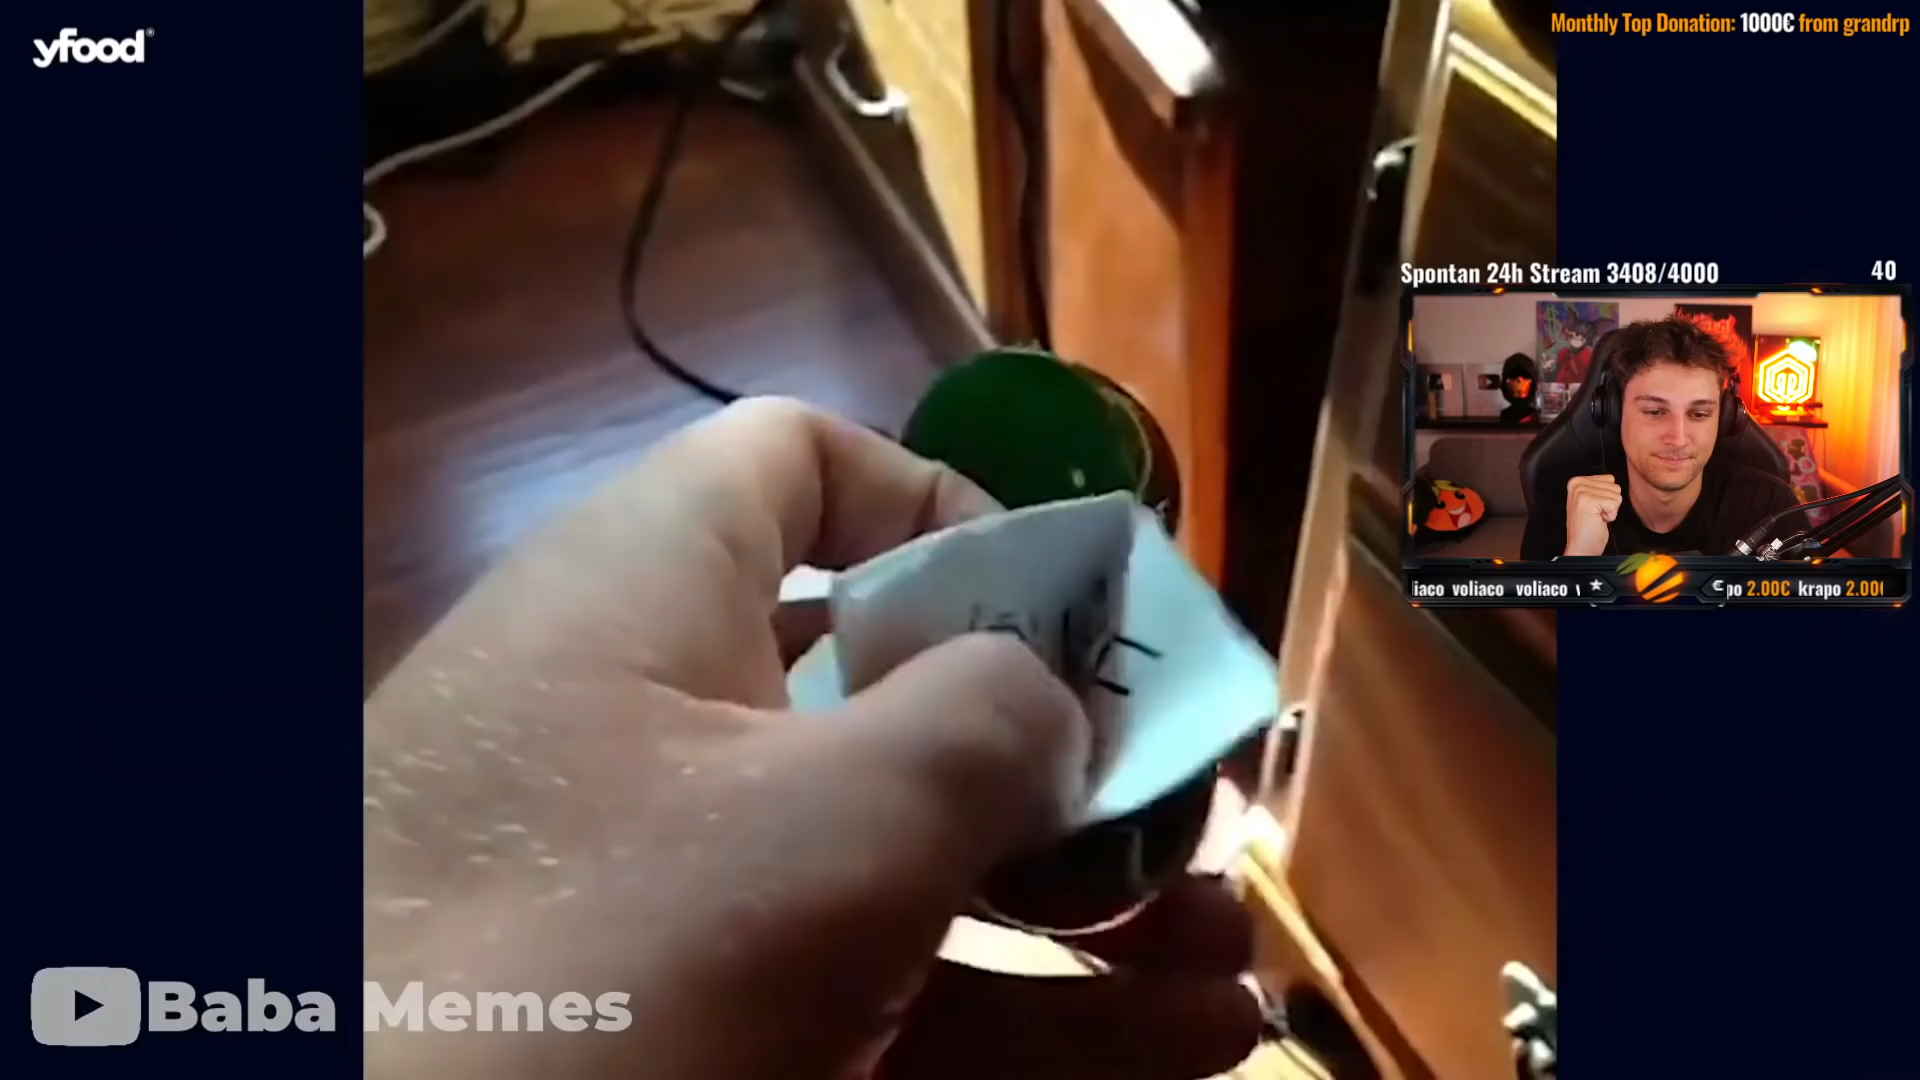 yfood
Monthly Top Donation: 1000€ from grandrp
Spontan 24h Stream 3408/4000
40
liaco voliaco voliaco
po 2.00€ krapo 2.00
Baba Memes